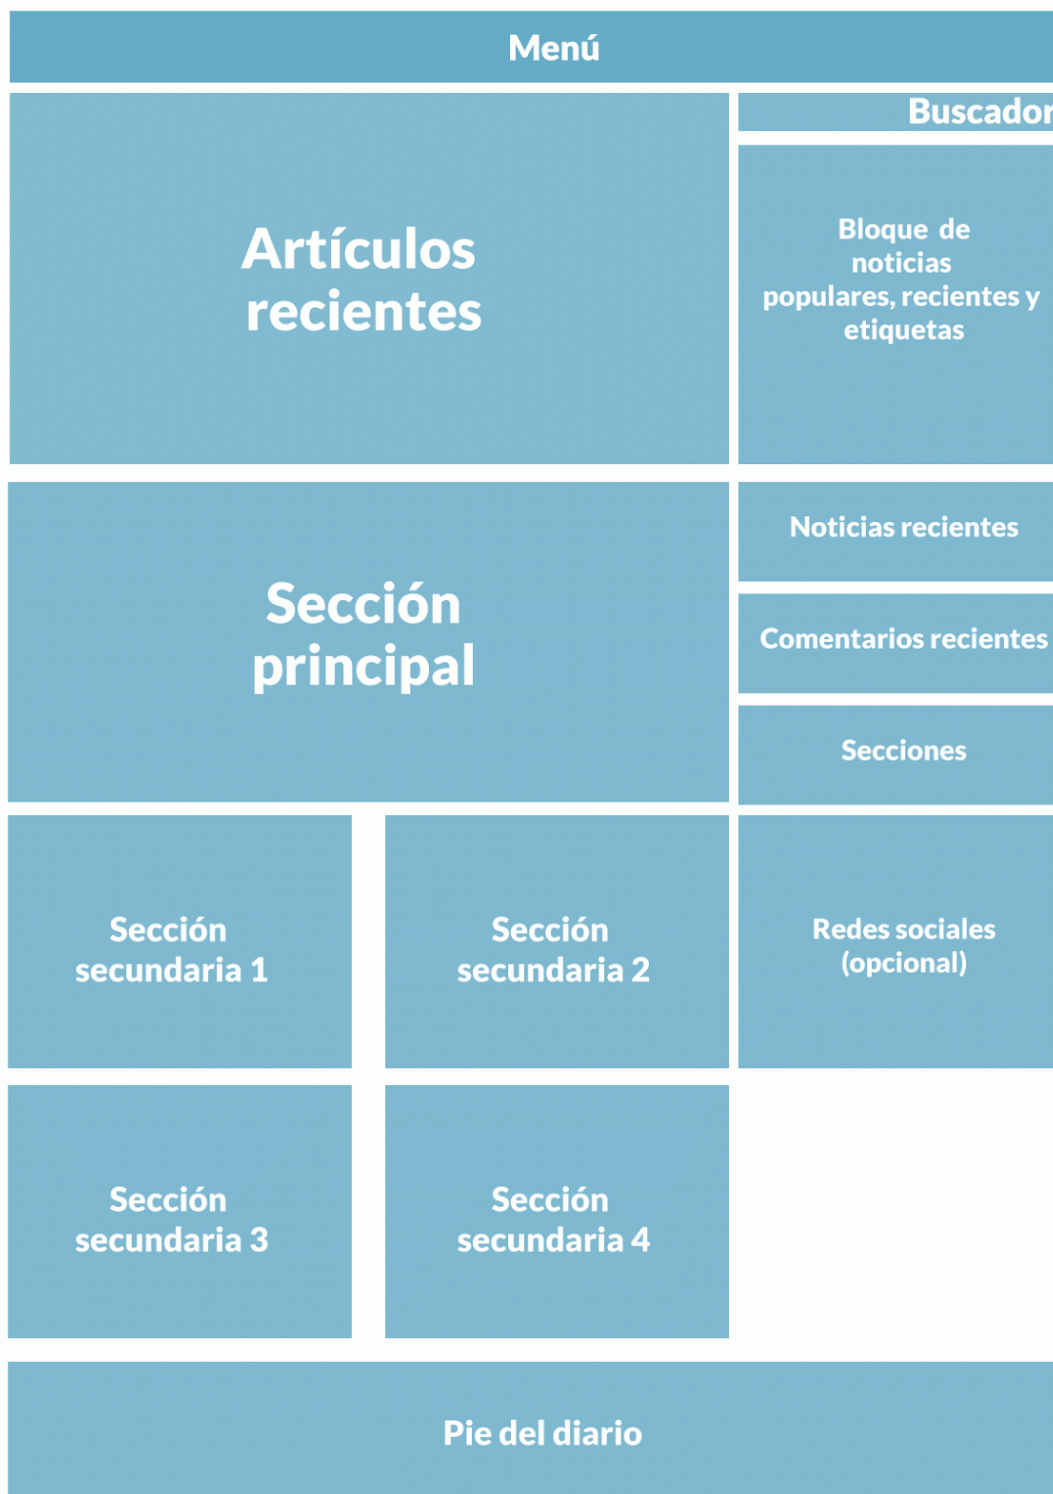 Menú
Buscador
Artículos
recientes
Bloque de
noticias
populares, recientes y
etiquetas
Sección
principal
Noticias recientes
Comentarios recientes
Secciones
Sección
secundaria 1
Sección
secundaria 2
Redes sociales
(opcional)
Sección
secundaria 3
Sección
secundaria 4
Pie del diario